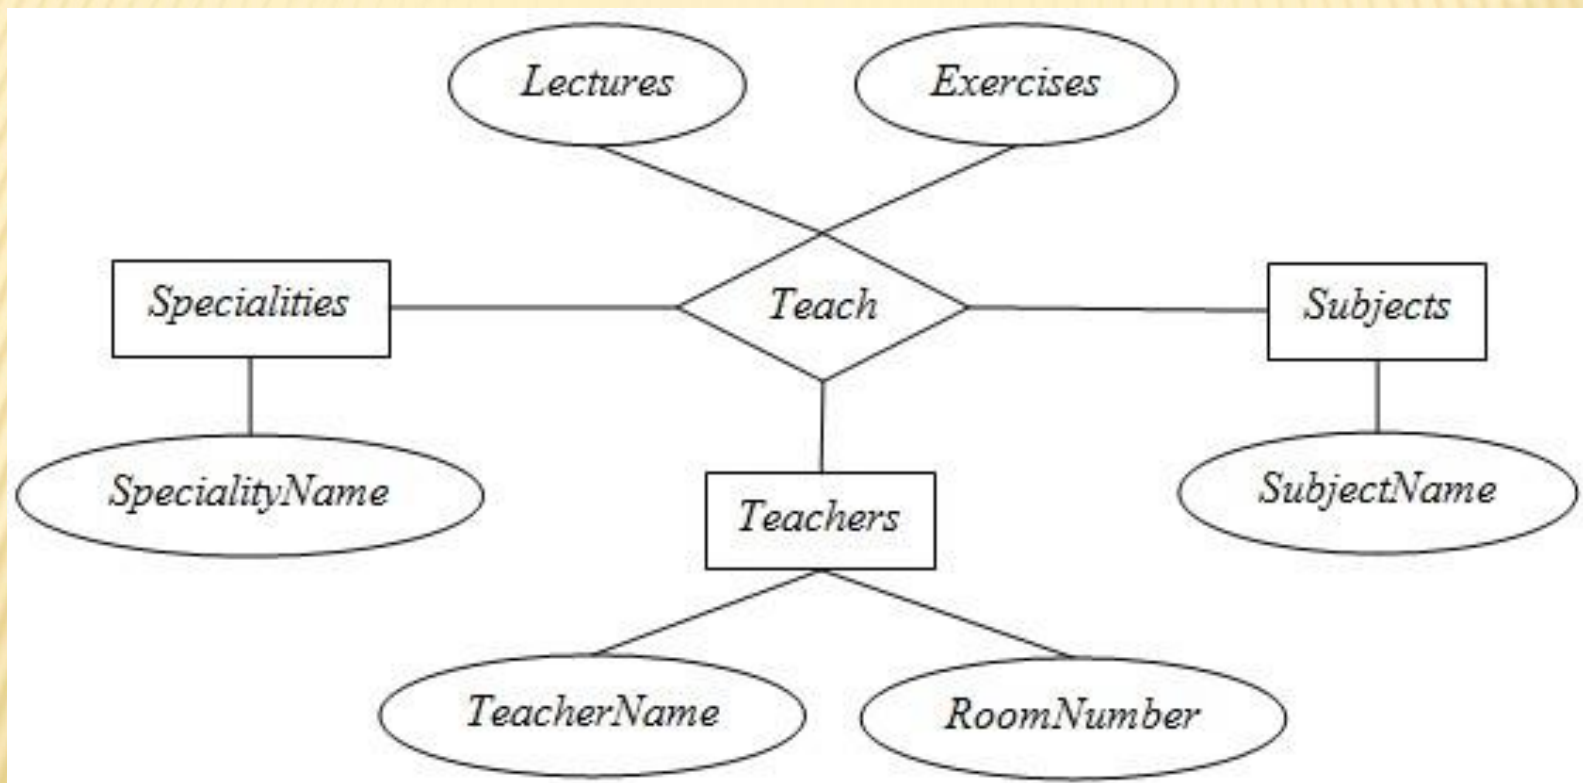 Lectures
Exercises
Specialities
Teach
Subjects
SpecialityName
Teachers
SubjectName
TeacherName
RoomNumber